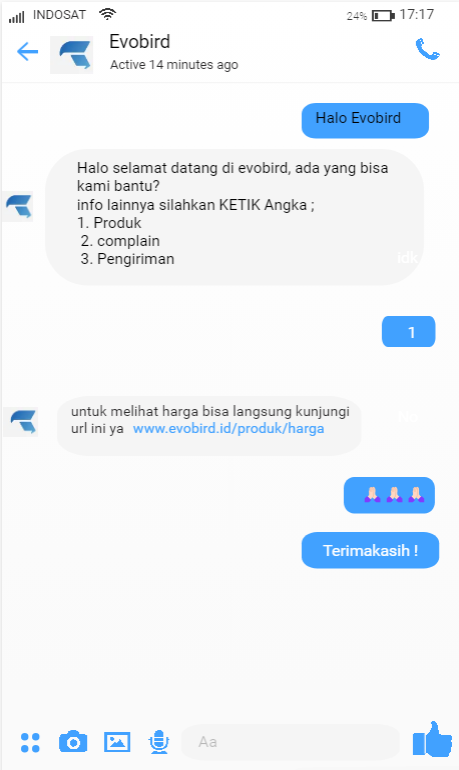 INDOSAT
24%
17:17
Evobird
Active 14 minutes ago
Halo Evobird
Halo selamat datang di evobird, ada yang bisa
kami bantu?
info lainnya silahkan KETIK Angka ;
1. Produk
2. complain
3. Pengiriman
1
untuk melihat harga bisa langsung kunjungi
url ini ya www.evobird.id/produk/harga
🙏🏻🙏🏻🙏🏻
Terimakasih !
Aa